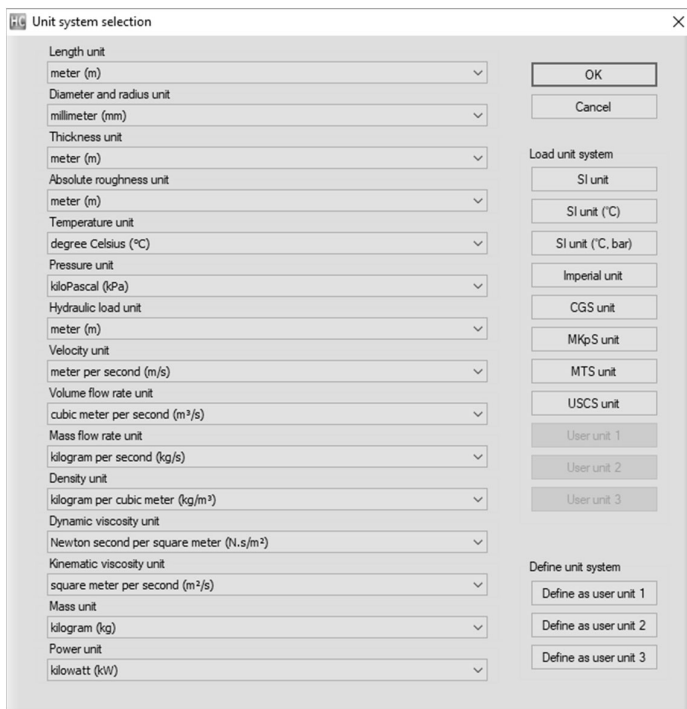 HC Unit system selection
Length unit
meter (m)
Diameter and radius unit
millimeter (mm)
Thickness unit
meter (m)
Absolute roughness unit
meter (m)
Temperature unit
degree Celsius (°C)
Pressure unit
kiloPascal (kPa)
Hydraulic load unit
meter (m)
Velocity unit
meter per second (m/s)
Volume flow rate unit
cubic meter per second (m³/s)
Mass flow rate unit
kilogram per second (kg/s)
Density unit
kilogram per cubic meter (kg/m³)
Dynamic viscosity unit
Newton second per square meter (N.s/m²)
Kinematic viscosity unit
square meter per second (m²/s)
Mass unit
kilogram (kg)
Power unit
kilowatt (kW)
OK
Cancel
Load unit system
SI unit
SI unit (°C)
SI unit (°C, bar)
Imperial unit
CGS unit
MKpS unit
MTS unit
USCS unit
User unit 1
User unit 2
User unit 3
Define unit system
Define as user unit 1
Define as user unit 2
Define as user unit 3